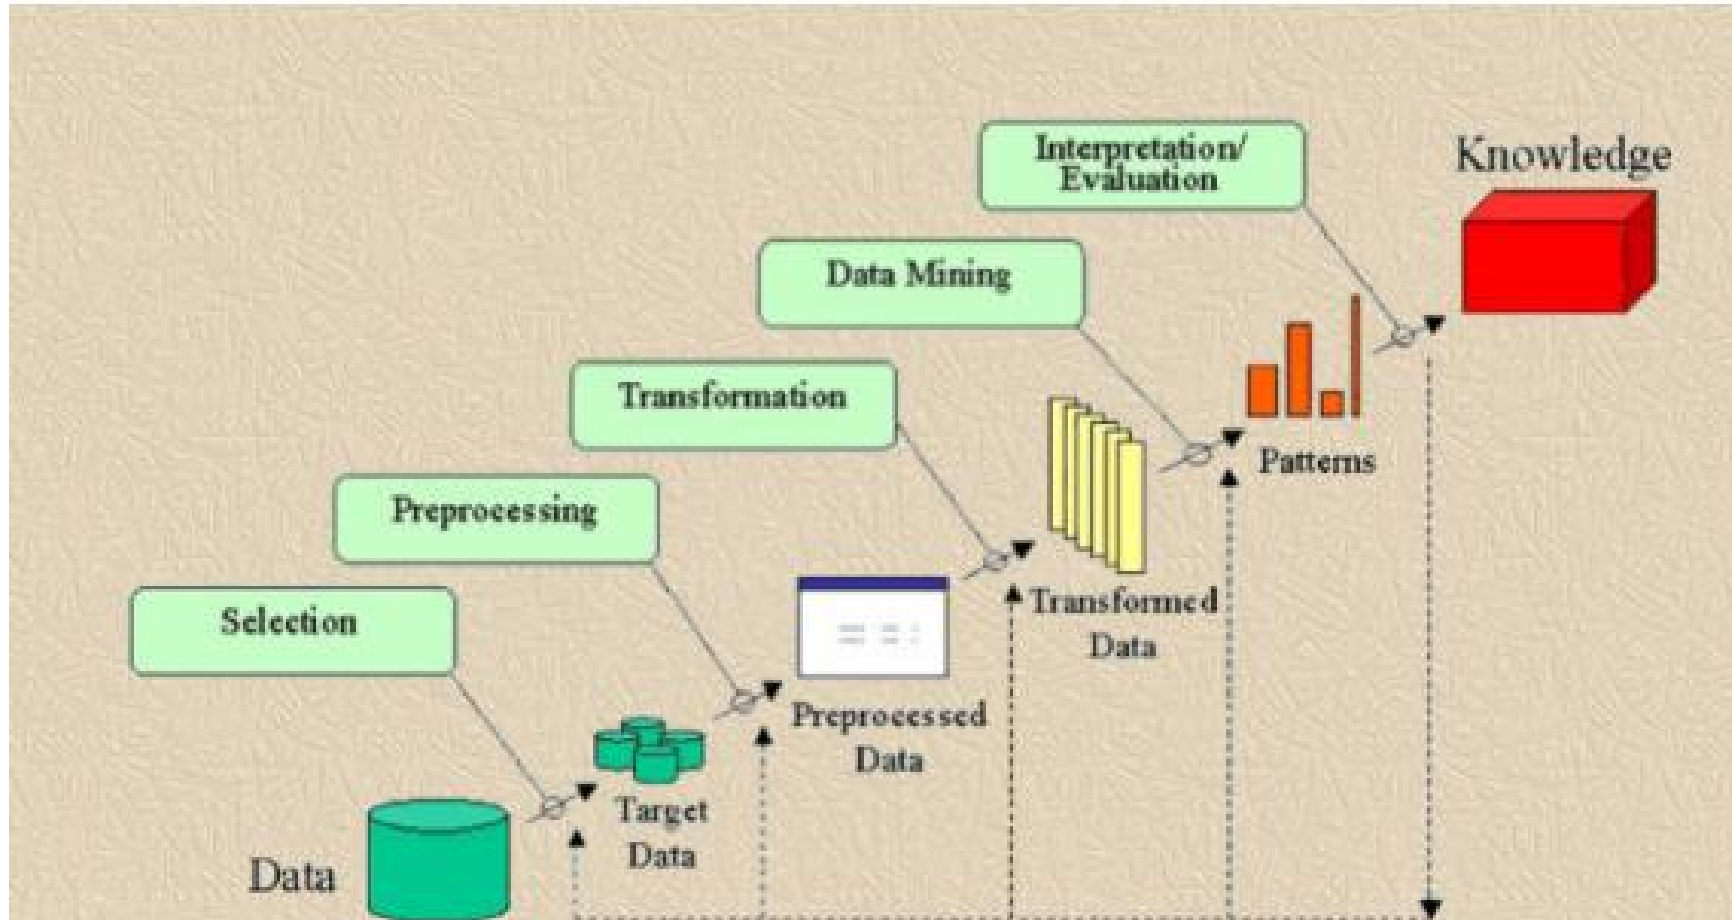 Interpretation/
Evaluation
Knowledge
Data Mining
Transformation
Patterns
Preprocessing
Transformed
Data
Selection
Preprocessed
Data
Target
Data
Data